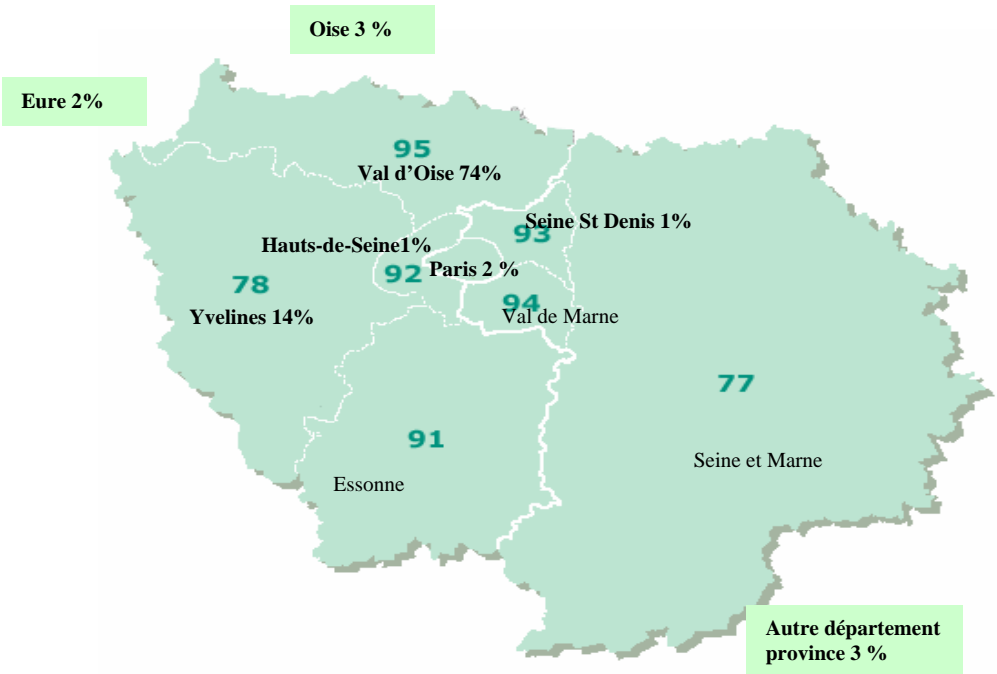 Oise 3 %
Eure 2%
95
Val d’Oise 74%
Seine St Denis 1%
93
Hauts-de-Seine1%
92
Paris 2 %
78
Yvelines 14%
94
Val de Marne
77
91
Seine et Marne
Essonne
Autre département
province 3 %